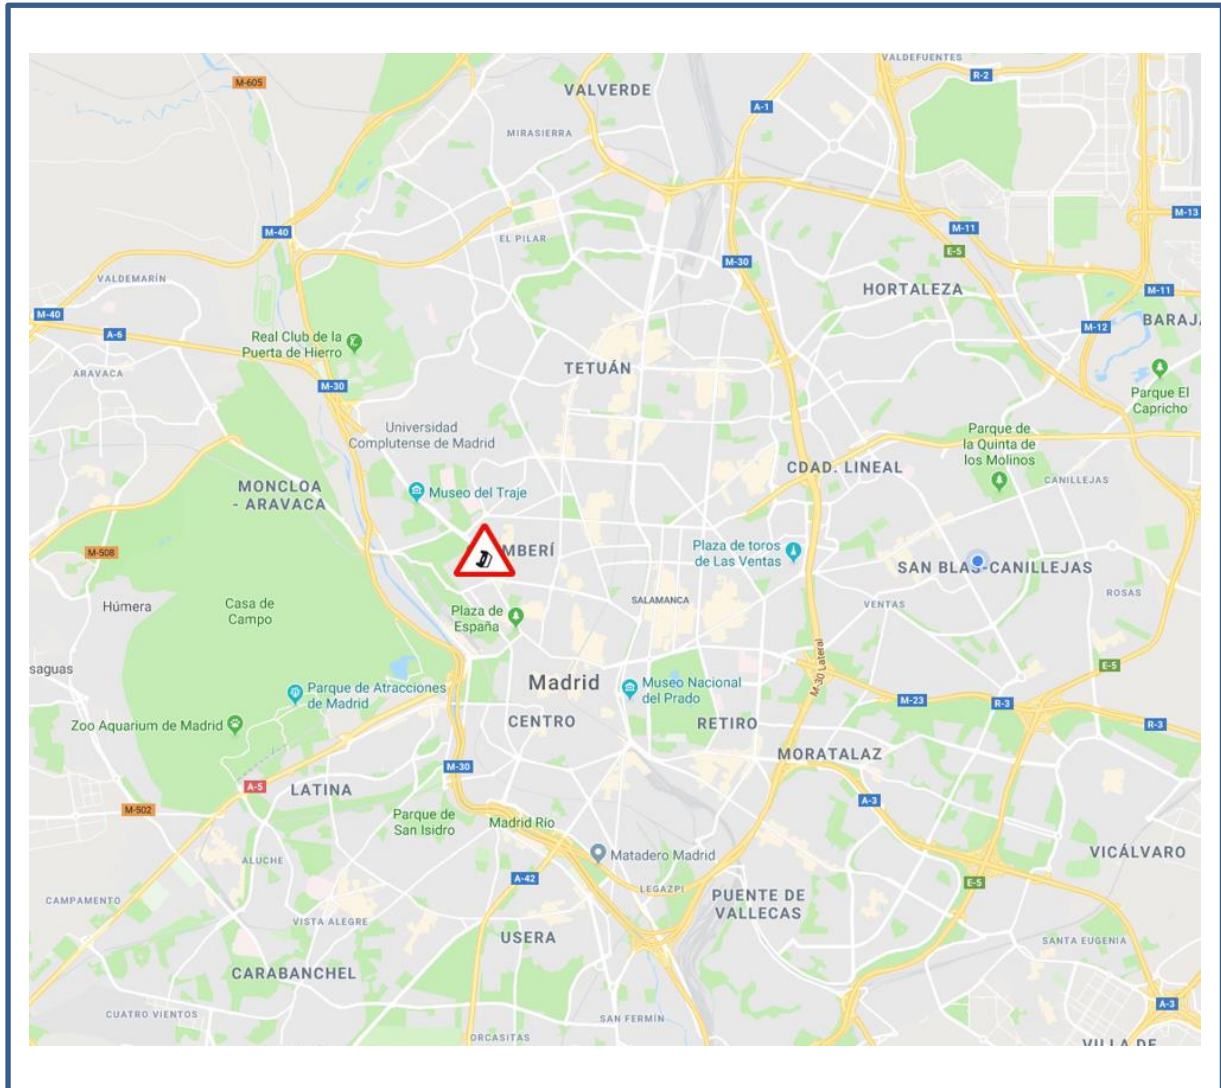 VALDEFUENTES
M-605
R-2
VALVERDE
A-1
MIRASIERRA
M-13
M-40
EL PILAR
M-11
E-5
M-30
VALDEMARÍN
HORTALEZA
M-11
M-40
A-6
Real Club de la
Puerta de Hierro
M-12
BARAJ
TETUÁN
ARAVACA
M-30
Parque El
Capricho
Universidad
Complutense de Madrid
Parque de
la Quinta de
los Molinos
CDAD. LINEAL
MONCLOA
- ARAVACA
Museo del Traje
CANILLEJAS
M-508
MBERÍ
Plaza de toros
de Las Ventas
SAN BLAS-CANILLEJAS
Húmera
Casa de
Campo
Plaza de
España
SALAMANCA
VENTAS
ROSAS
saguas
M-30 Lateral
E-5
Parque de Atracciones
de Madrid
Madrid
Museo Nacional
del Prado
M-23
R-3
R-3
Zoo Aquarium de Madrid
CENTRO
RETIRO
MORATALAZ
M-30
A-5
LATINA
A-3
M-502
Parque de
San Isidro
Madrid Río
Matadero Madrid
VICÁLVARO
ALUCHE
A-42
LEGAZPI
E-5
CAMPAMENTO
PUENTE DE
VALLECAS
VISTA ALEGRE
USERA
SANTA EUGENIA
CARABANCHEL
A-3
CUATRO VIENTOS
SAN FERMÍN
ORCASITAS
VILLA DE